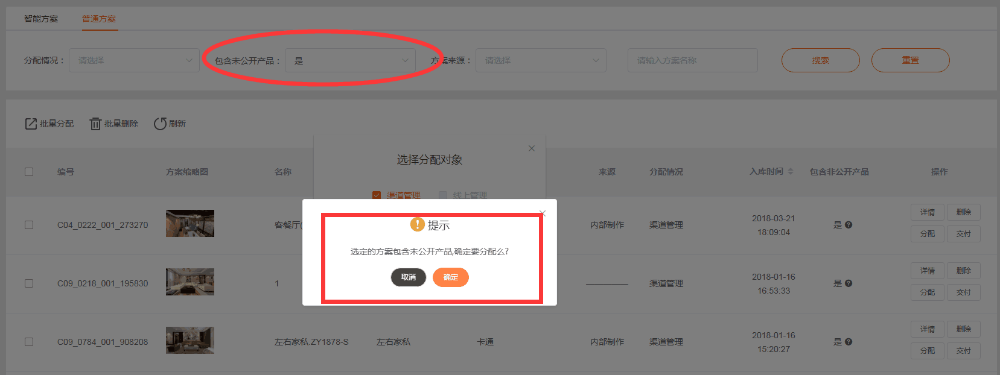 智能方案 普通方案
分配情况： 请选择 包含未公开产品： 是 方案来源： 请选择 请输入方案名称 搜索 重置
批量分配 批量删除 刷新
选择分配对象
渠道管理 线上管理
编号 方案缩略图 名称 来源 分配情况 入库时间 包含非公开产品 操作
提示
选定的方案包含未公开产品,确定要分配么?
取消 确定
C04_0222_001_273270 客餐厅( 内部制作 渠道管理 2018-03-21 18:09:04 是 详情 删除
分配 交付
C09_0218_001_195830 1 渠道管理 2018-01-16 16:53:33 是 详情 删除
分配 交付
C09_0784_001_908208 左右家私.ZY1878-S 左右家私 卡通 内部制作 渠道管理 2018-01-16 15:20:27 是 详情 删除
分配 交付